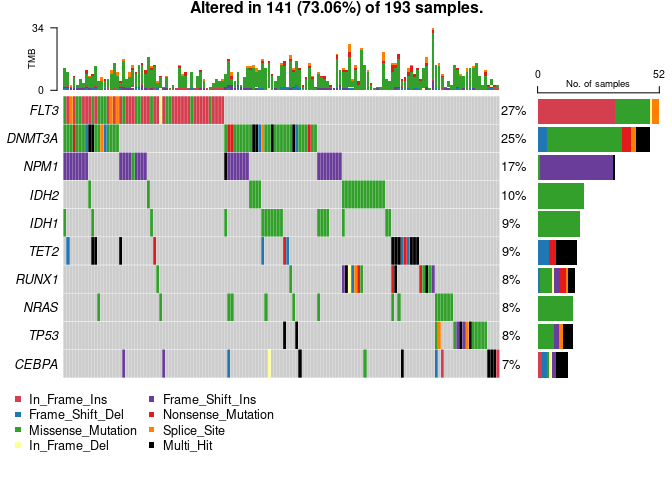 Altered in 141 (73.06%) of 193 samples.
34
TMB
0
0
52
No. of samples
FLT3
27%
DNMT3A
25%
NPM1
17%
IDH2
10%
IDH1
9%
TET2
9%
RUNX1
8%
NRAS
8%
TP53
8%
CEBPA
7%
In_Frame_Ins
Frame_Shift_Ins
Frame_Shift_Del
Nonsense_Mutation
Missense_Mutation
Splice_Site
In_Frame_Del
Multi_Hit